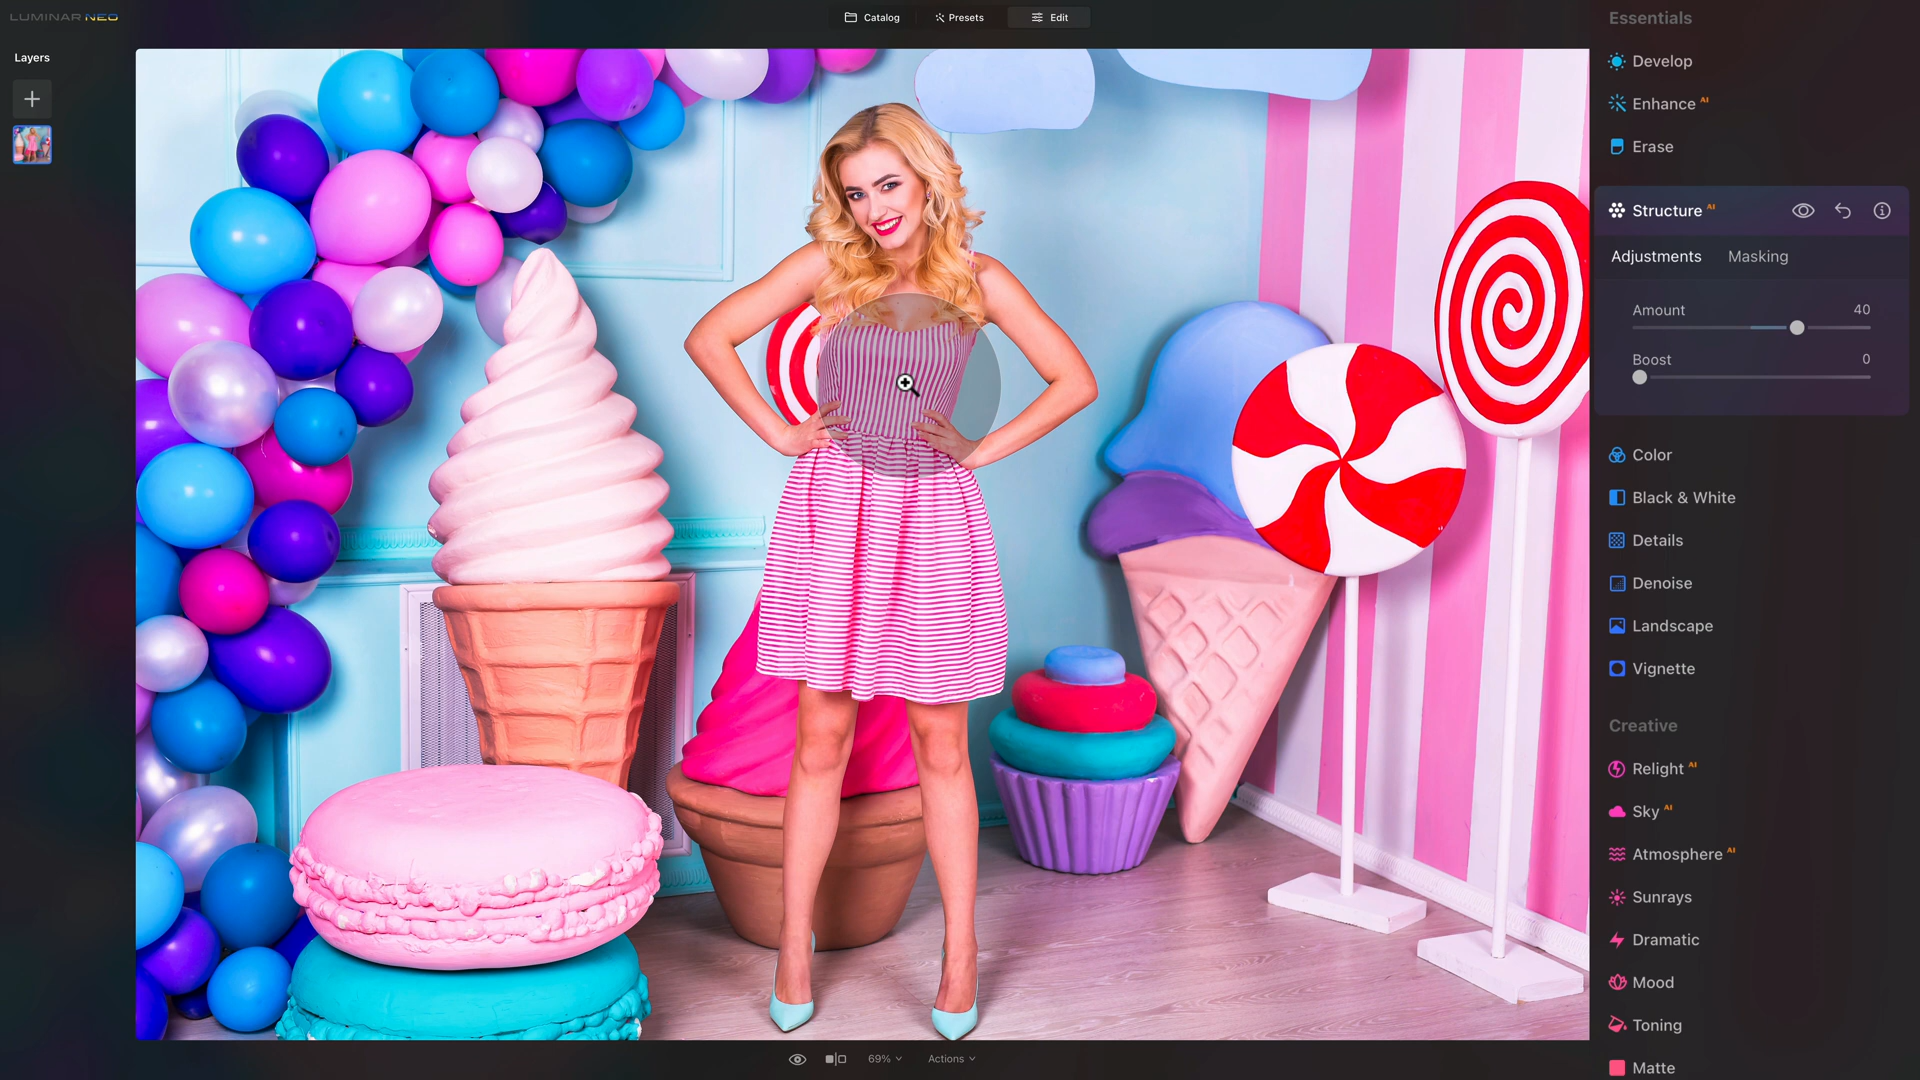 LUMINAR NEO
Catalog
Presets
Edit
Layers
Essentials
Develop
Enhance AI
Erase
Structure AI
Adjustments
Masking
Amount 40
Boost 0
Color
Black & White
Details
Denoise
Landscape
Vignette
Creative
Relight AI
Sky AI
Atmosphere AI
Sunrays
Dramatic
Mood
Toning
Matte
69%
Actions